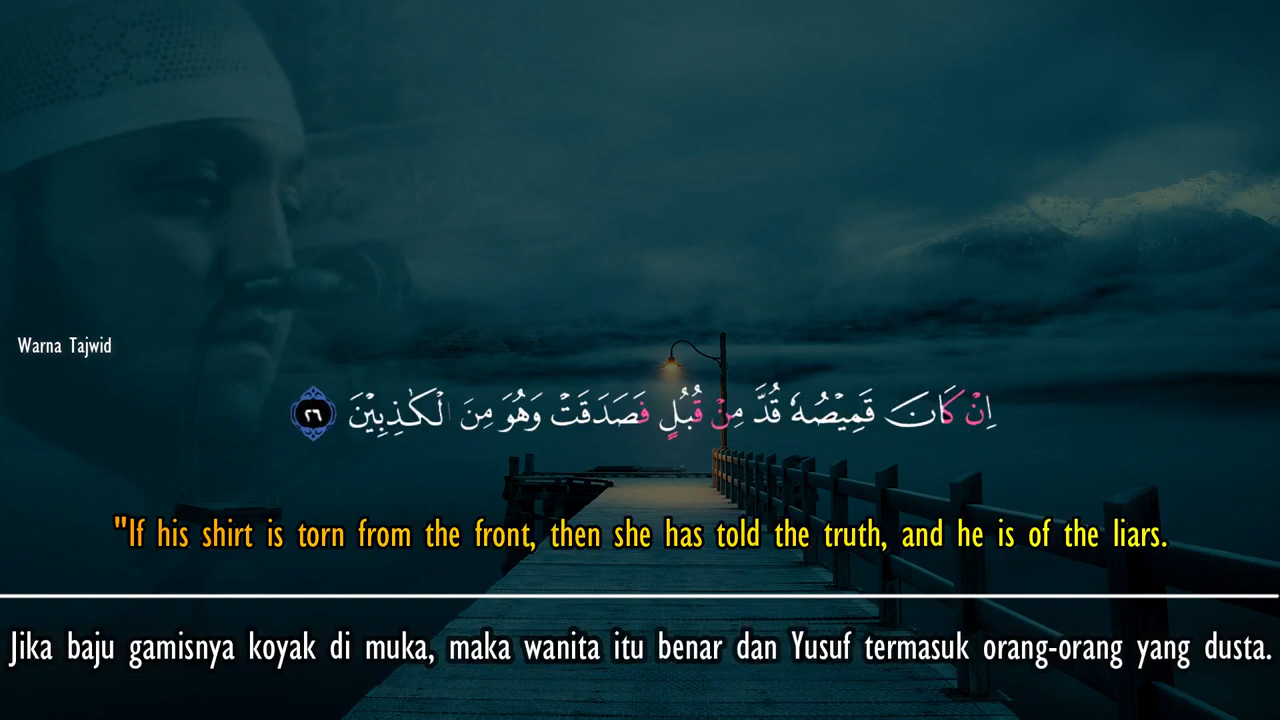 Warna Tajwid
اِنْ كَانَ قَمِيْصُهٗ قُدَّ مِنْ قُبُلٍ فَصَدَقَتْ وَهُوَ مِنَ الْكٰذِبِيْنَ ٢٦
"If his shirt is torn from the front, then she has told the truth, and he is of the liars.
Jika baju gamisnya koyak di muka, maka wanita itu benar dan Yusuf termasuk orang-orang yang dusta.